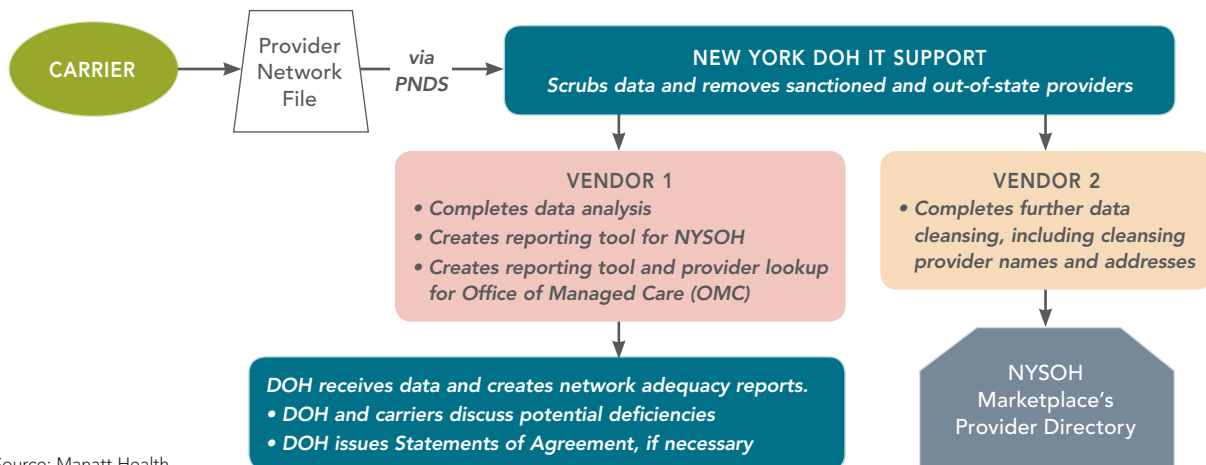 CARRIER
Provider
Network
File
via
PNDS
NEW YORK DOH IT SUPPORT
Scrubs data and removes sanctioned and out-of-state providers
VENDOR 1
• Completes data analysis
• Creates reporting tool for NYSOH
• Creates reporting tool and provider lookup
for Office of Managed Care (OMC)
VENDOR 2
• Completes further data
cleansing, including cleansing
provider names and addresses
DOH receives data and creates network adequacy reports.
• DOH and carriers discuss potential deficiencies
• DOH issues Statements of Agreement, if necessary
NYSOH
Marketplace's
Provider Directory
Source: Manatt Health